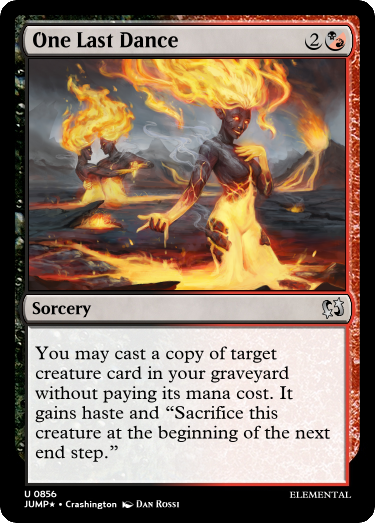 One Last Dance 2
Sorcery
You may cast a copy of target
creature card in your graveyard
without paying its mana cost. It
gains haste and “Sacrifice this
creature at the beginning of the next
end step.”
U 0856 ELEMENTAL
JUMP★ • Crashington Dan Rossi